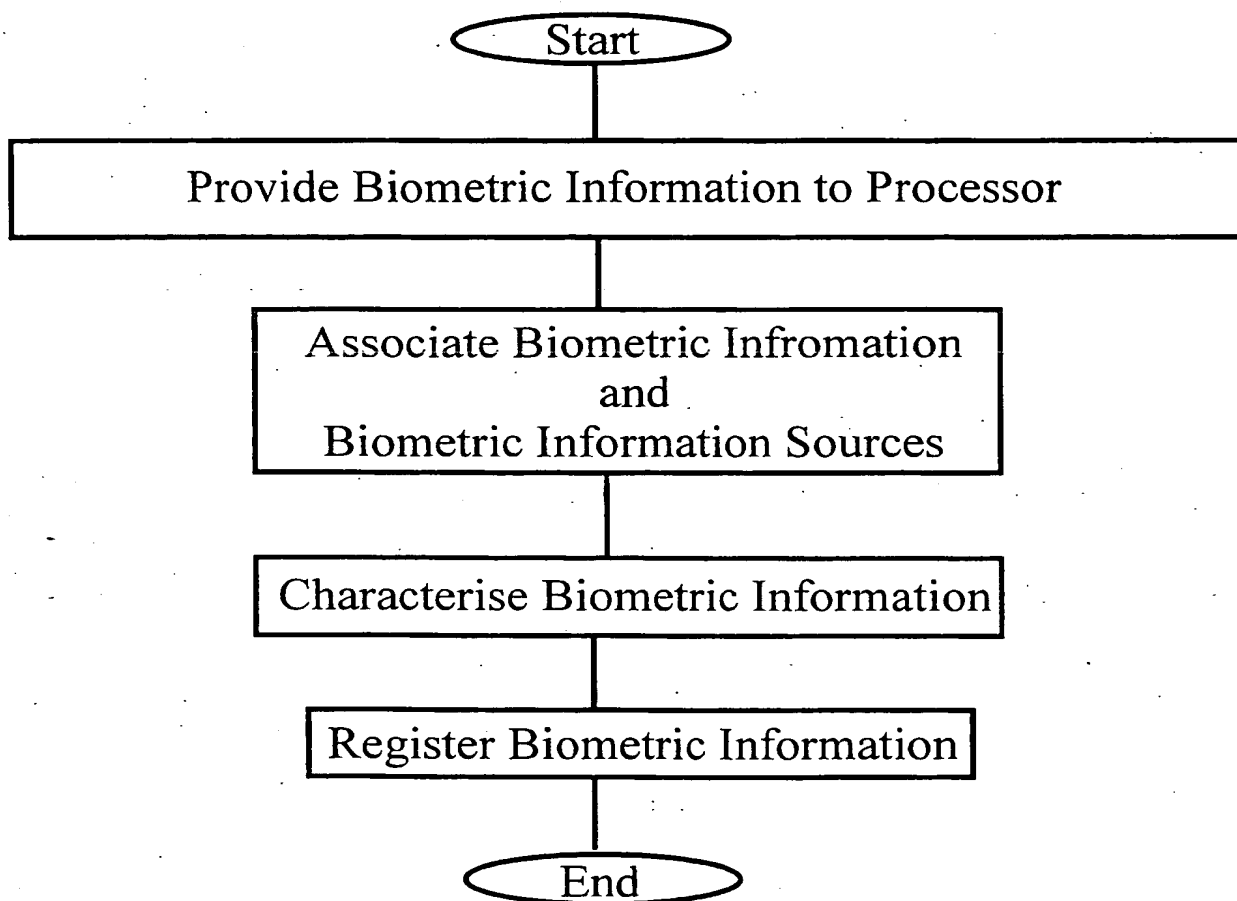 Start
Provide Biometric Information to Processor
Associate Biometric Infromation
and
Biometric Information Sources
Characterise Biometric Information
Register Biometric Information
End